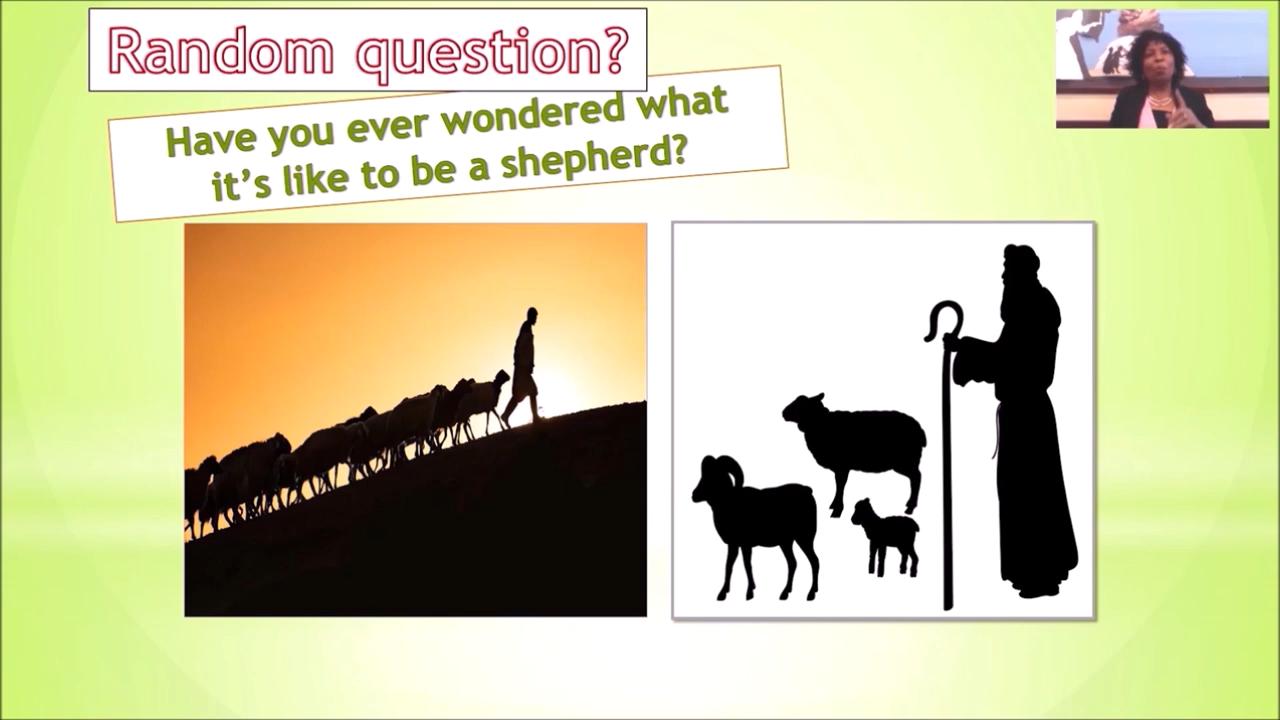 Random question?
Have you ever wondered what
it's like to be a shepherd?